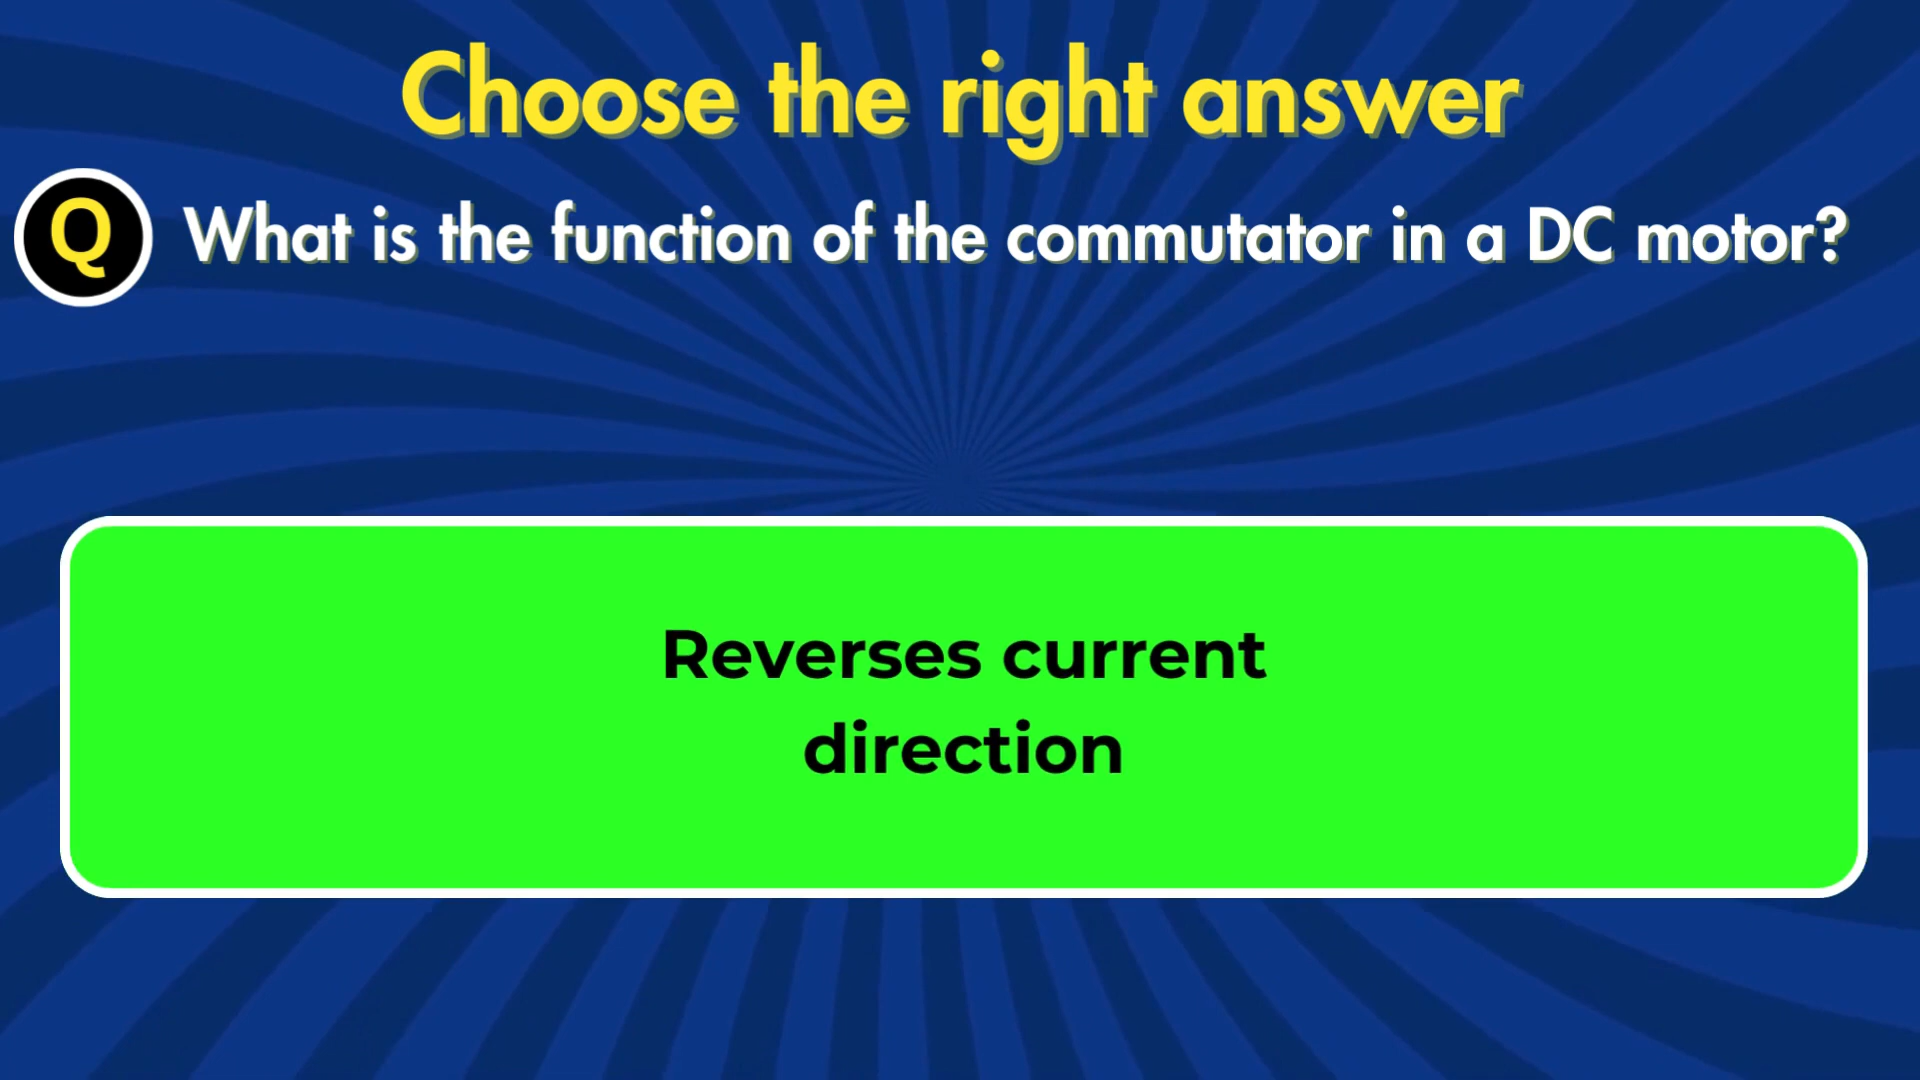 Choose the right answer
Q What is the function of the commutator in a DC motor?
Reverses current
direction